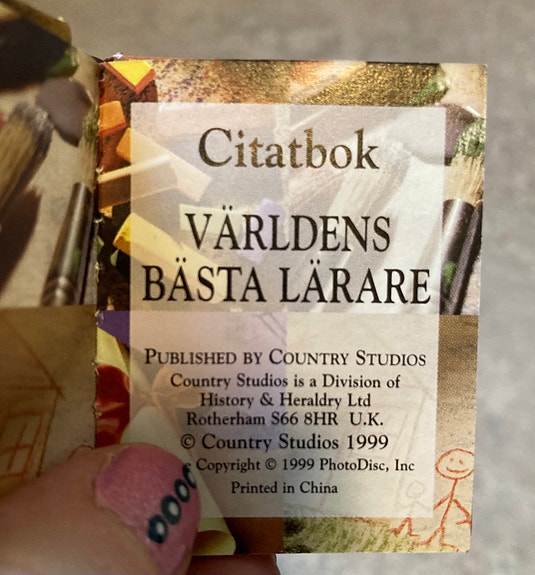 Citatbok
VÄRLDENS
BÄSTA LÄRARE
PUBLISHED BY COUNTRY STUDIOS
Country Studios is a Division of
History & Heraldry Ltd
Rotherham S66 8HR U.K.
© Country Studios 1999
Copyright © 1999 PhotoDisc, Inc
Printed in China